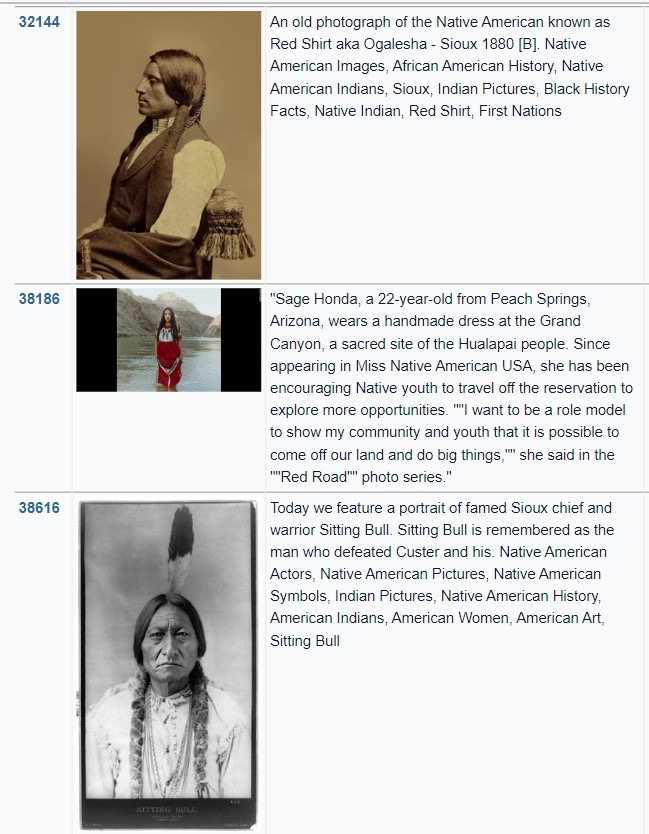 32144
An old photograph of the Native American known as
Red Shirt aka Ogalesha - Sioux 1880 [B]. Native
American Images, African American History, Native
American Indians, Sioux, Indian Pictures, Black History
Facts, Native Indian, Red Shirt, First Nations
38186
"Sage Honda, a 22-year-old from Peach Springs,
Arizona, wears a handmade dress at the Grand
Canyon, a sacred site of the Hualapai people. Since
appearing in Miss Native American USA, she has been
encouraging Native youth to travel off the reservation to
explore more opportunities. ""I want to be a role model
to show my community and youth that it is possible to
come off our land and do big things,"" she said in the
""Red Road"" photo series."
38616
Today we feature a portrait of famed Sioux chief and
warrior Sitting Bull. Sitting Bull is remembered as the
man who defeated Custer and his. Native American
Actors, Native American Pictures, Native American
Symbols, Indian Pictures, Native American History,
American Indians, American Women, American Art,
Sitting Bull
SITTING BULL